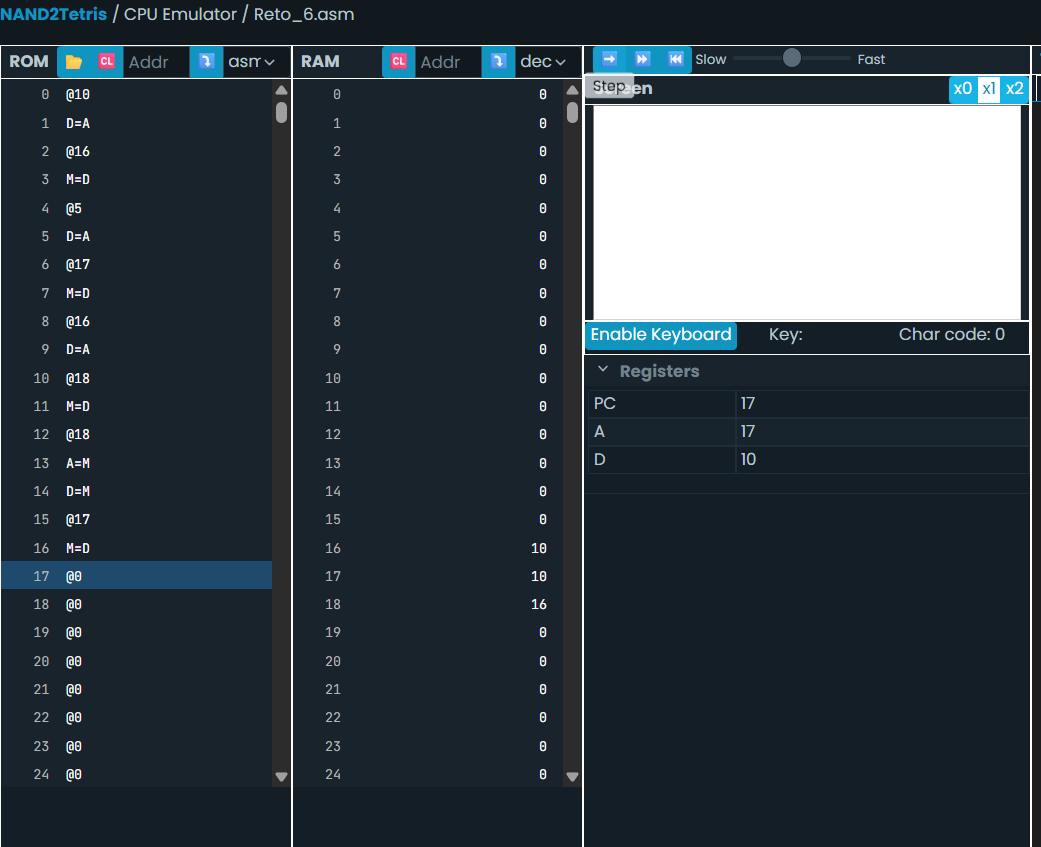 NAND2Tetris / CPU Emulator / Reto_6.asm
ROM CL Addr asm RAM CL Addr dec Slow Fast
Step
x0 x1 x2
0 @10 0 0
1 D=A 1 0
2 @16 2 0
3 M=D 3 0
4 @5 4 0
5 D=A 5 0
6 @17 6 0
7 M=D 7 0
8 @16 8 0
9 D=A 9 0
10 @18 10 0
11 M=D 11 0
12 @18 12 0
13 A=M 13 0
14 D=M 14 0
15 @17 15 0
16 M=D 16 10
17 @0 17 10
18 @0 18 16
19 @0 19 0
20 @0 20 0
21 @0 21 0
22 @0 22 0
23 @0 23 0
24 @0 24 0
Enable Keyboard Key: Char code: 0
Registers
PC 17
A 17
D 10